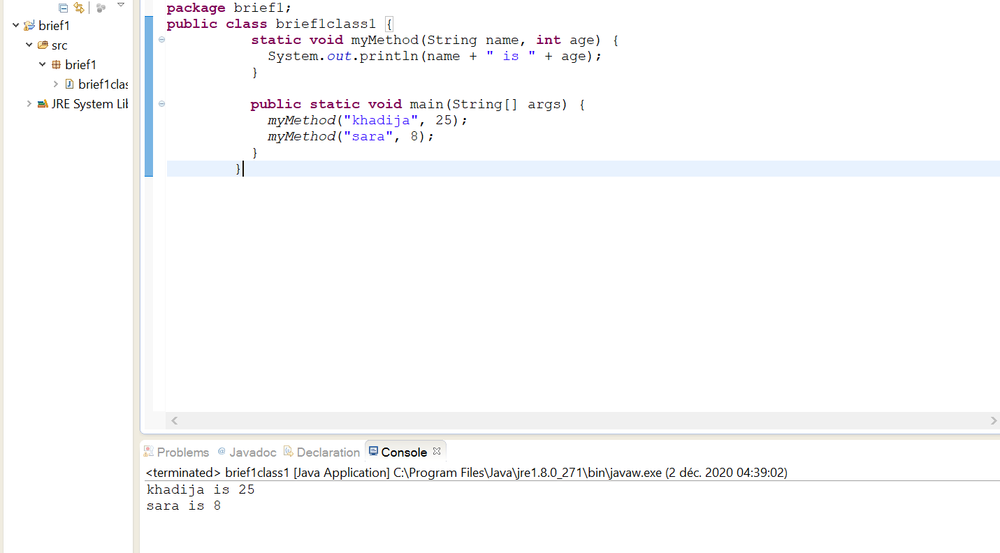 brief1
src
brief1
brief1clas
JRE System Lib
package brief1;
public class brief1class1 {
static void myMethod(String name, int age) {
System.out.println(name + " is " + age);
}
public static void main(String[] args) {
myMethod("khadija", 25);
myMethod("sara", 8);
}
}
Problems @ Javadoc Declaration Console
<terminated> brief1class1 [Java Application] C:\Program Files\Java\jre1.8.0_271\bin\javaw.exe (2 déc. 2020 04:39:02)
khadija is 25
sara is 8